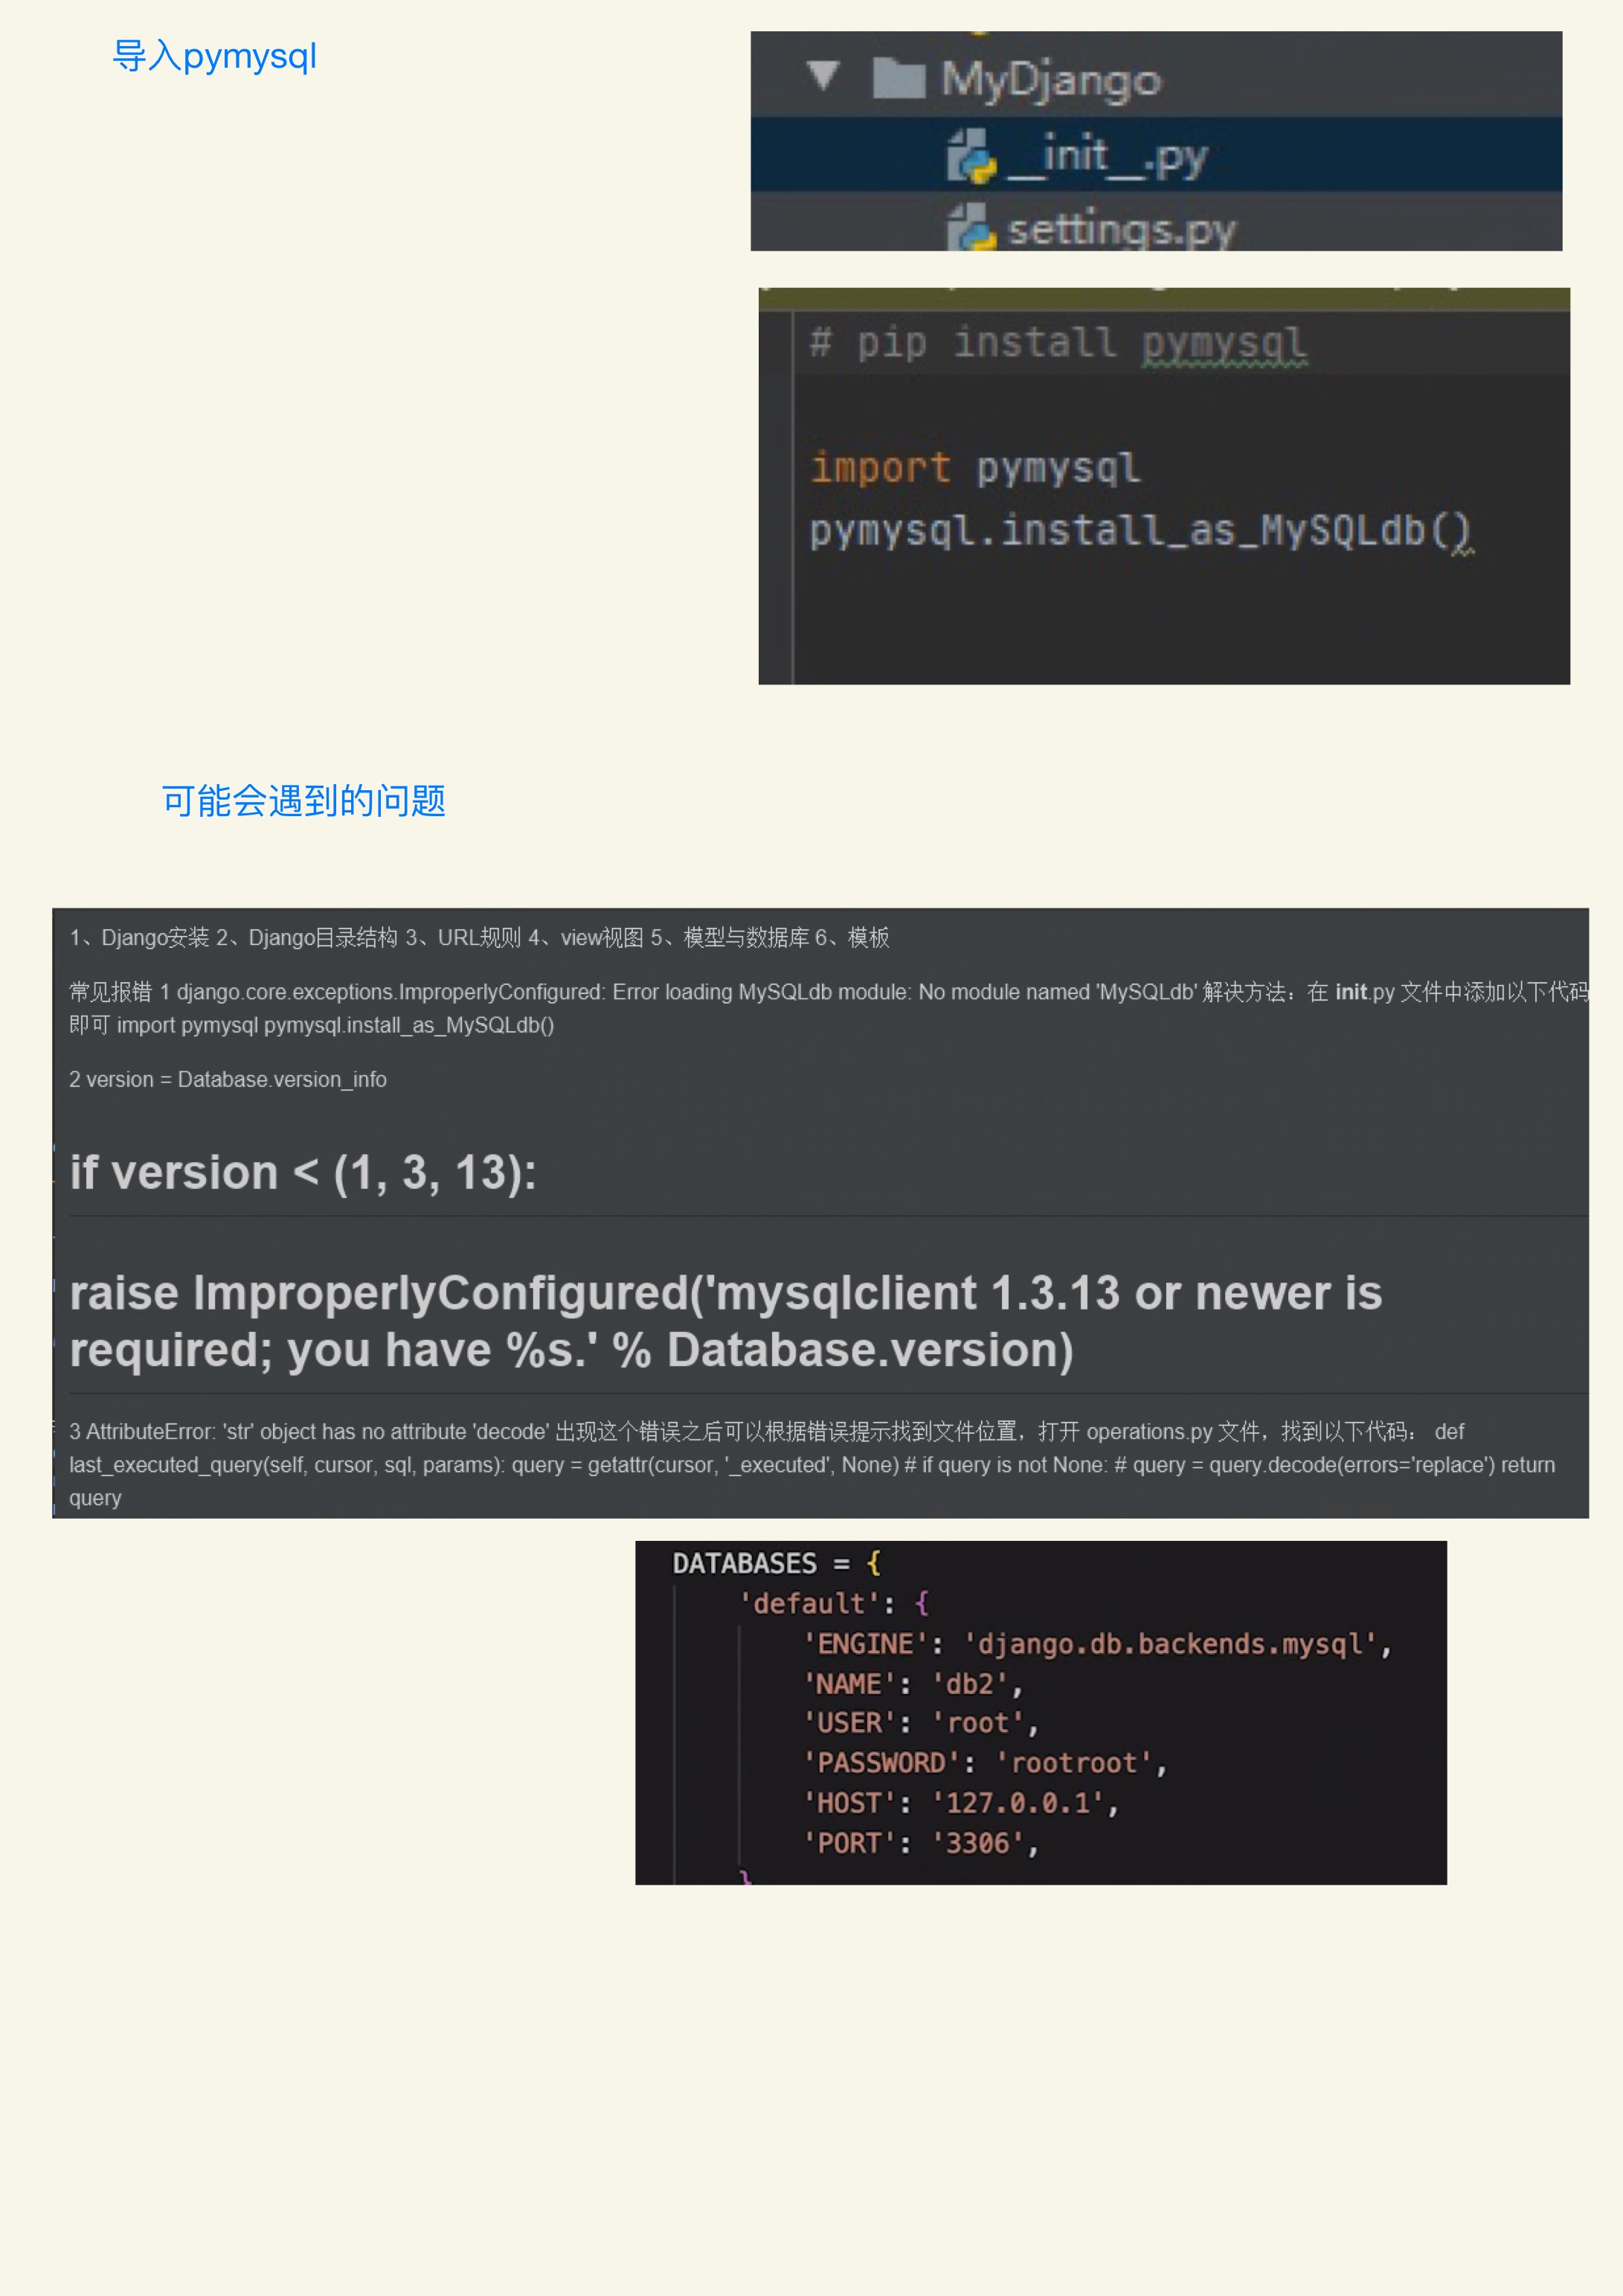 导入pymysql
MyDjango
__init__.py
settings.py
# pip install pymysql
import pymysql
pymysql.install_as_MySQLdb()
可能会遇到的问题
1、Django安装 2、Django目录结构 3、URL规则 4、view视图 5、模型与数据库 6、模板
常见报错 1 django.core.exceptions.ImproperlyConfigured: Error loading MySQLdb module: No module named 'MySQLdb' 解决方法：在 init.py 文件中添加以下代码
即可 import pymysql pymysql.install_as_MySQLdb()
2 version = Database.version_info
if version < (1, 3, 13):
raise ImproperlyConfigured('mysqlclient 1.3.13 or newer is
required; you have %s.' % Database.version)
3 AttributeError: 'str' object has no attribute 'decode' 出现这个错误之后可以根据错误提示找到文件位置，打开 operations.py 文件，找到以下代码： def
last_executed_query(self, cursor, sql, params): query = getattr(cursor, '_executed', None) # if query is not None: # query = query.decode(errors='replace') return
query
DATABASES = {
'default': {
'ENGINE': 'django.db.backends.mysql',
'NAME': 'db2',
'USER': 'root',
'PASSWORD': 'rootroot',
'HOST': '127.0.0.1',
'PORT': '3306',
}